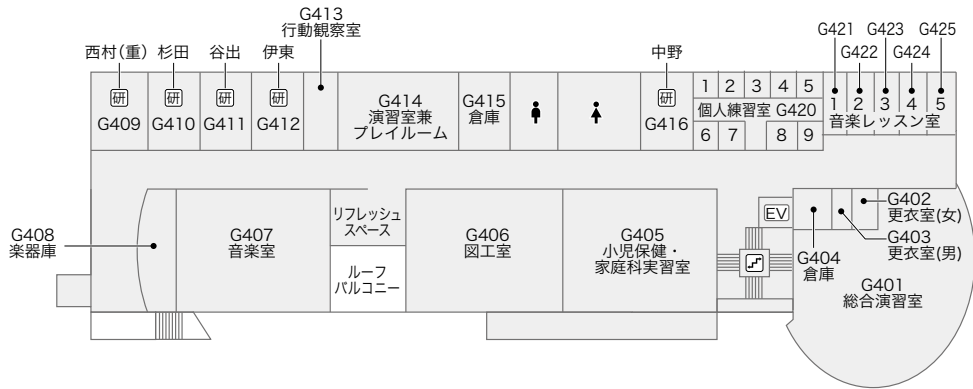 G413
行動観察室
G421
G423
G425
G422
G424
西村(重)
杉田
谷出
伊東
中野
研
G409
研
G410
研
G411
研
G412
G414
演習室兼
プレイルーム
G415
倉庫
研
G416
1 2 3 4 5
個人練習室 G420
6 7 8 9
1 2 3 4 5
音楽レッスン室
G408
楽器庫
G407
音楽室
リフレッシュ
スペース
ルーフ
バルコニー
G406
図工室
G405
小児保健・
家庭科実習室
EV
G402
更衣室(女)
G403
更衣室(男)
G404
倉庫
G401
総合演習室